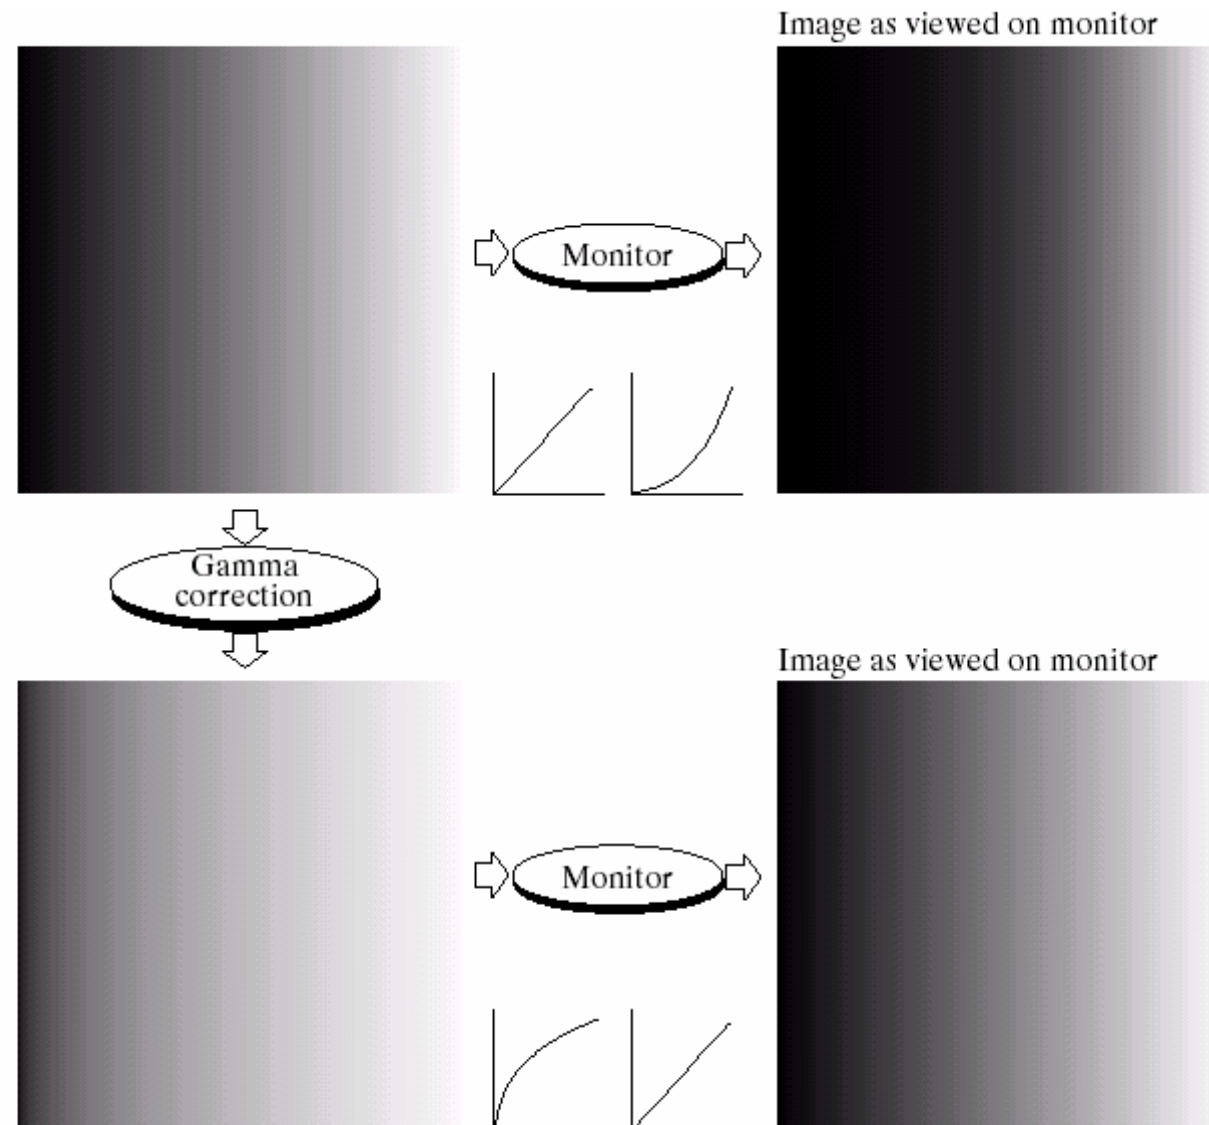 Image as viewed on monitor
Monitor
Gamma
correction
Image as viewed on monitor
Monitor